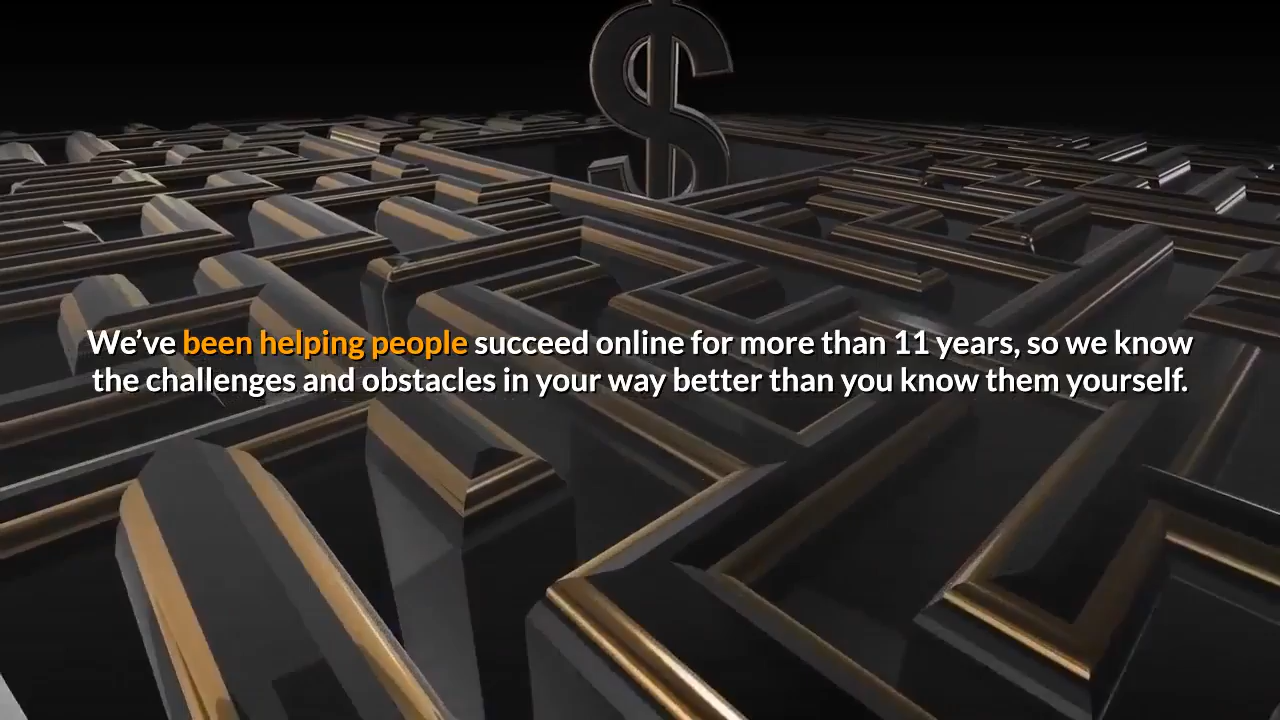 We’ve been helping people succeed online for more than 11 years, so we know
the challenges and obstacles in your way better than you know them yourself.